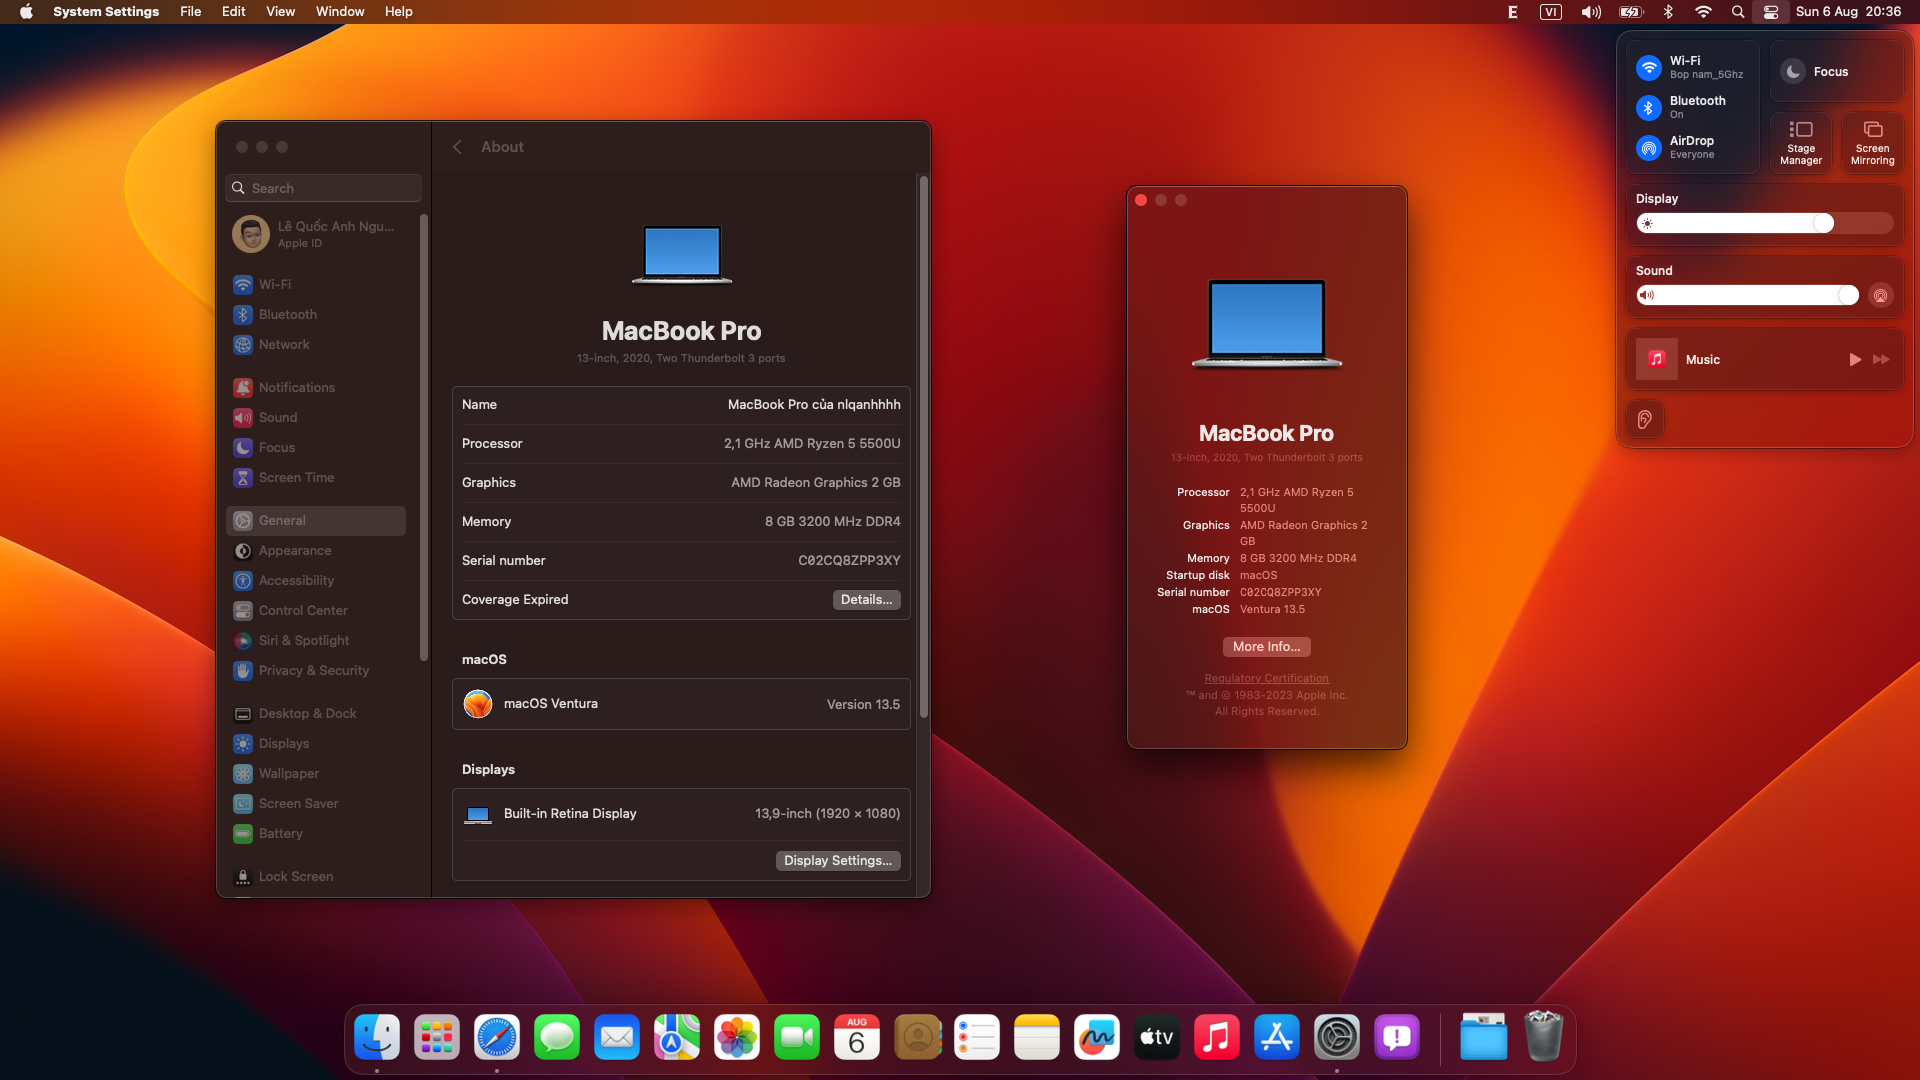 System Settings File Edit View Window Help
E VI Sun 6 Aug 20:36
About
Search
Lê Quốc Anh Ngu...
Apple ID
Wi-Fi
Bluetooth
Network
Notifications
Sound
Focus
Screen Time
General
Appearance
Accessibility
Control Center
Siri & Spotlight
Privacy & Security
Desktop & Dock
Displays
Wallpaper
Screen Saver
Battery
Lock Screen
MacBook Pro
13-inch, 2020, Two Thunderbolt 3 ports
Name MacBook Pro của nlqanhhhh
Processor 2,1 GHz AMD Ryzen 5 5500U
Graphics AMD Radeon Graphics 2 GB
Memory 8 GB 3200 MHz DDR4
Serial number C02CQ8ZPP3XY
Coverage Expired Details...
macOS
macOS Ventura Version 13.5
Displays
Built-in Retina Display 13,9-inch (1920 × 1080)
Display Settings...
MacBook Pro
13-inch, 2020, Two Thunderbolt 3 ports
Processor 2,1 GHz AMD Ryzen 5
5500U
Graphics AMD Radeon Graphics 2
GB
Memory 8 GB 3200 MHz DDR4
Startup disk macOS
Serial number C02CQ8ZPP3XY
macOS Ventura 13.5
More Info...
Regulatory Certification
™ and © 1983-2023 Apple Inc.
All Rights Reserved.
Wi-Fi
Bop nam_5Ghz
Bluetooth
On
AirDrop
Everyone
Focus
Stage
Manager
Screen
Mirroring
Display
Sound
Music
AUG
6
tv